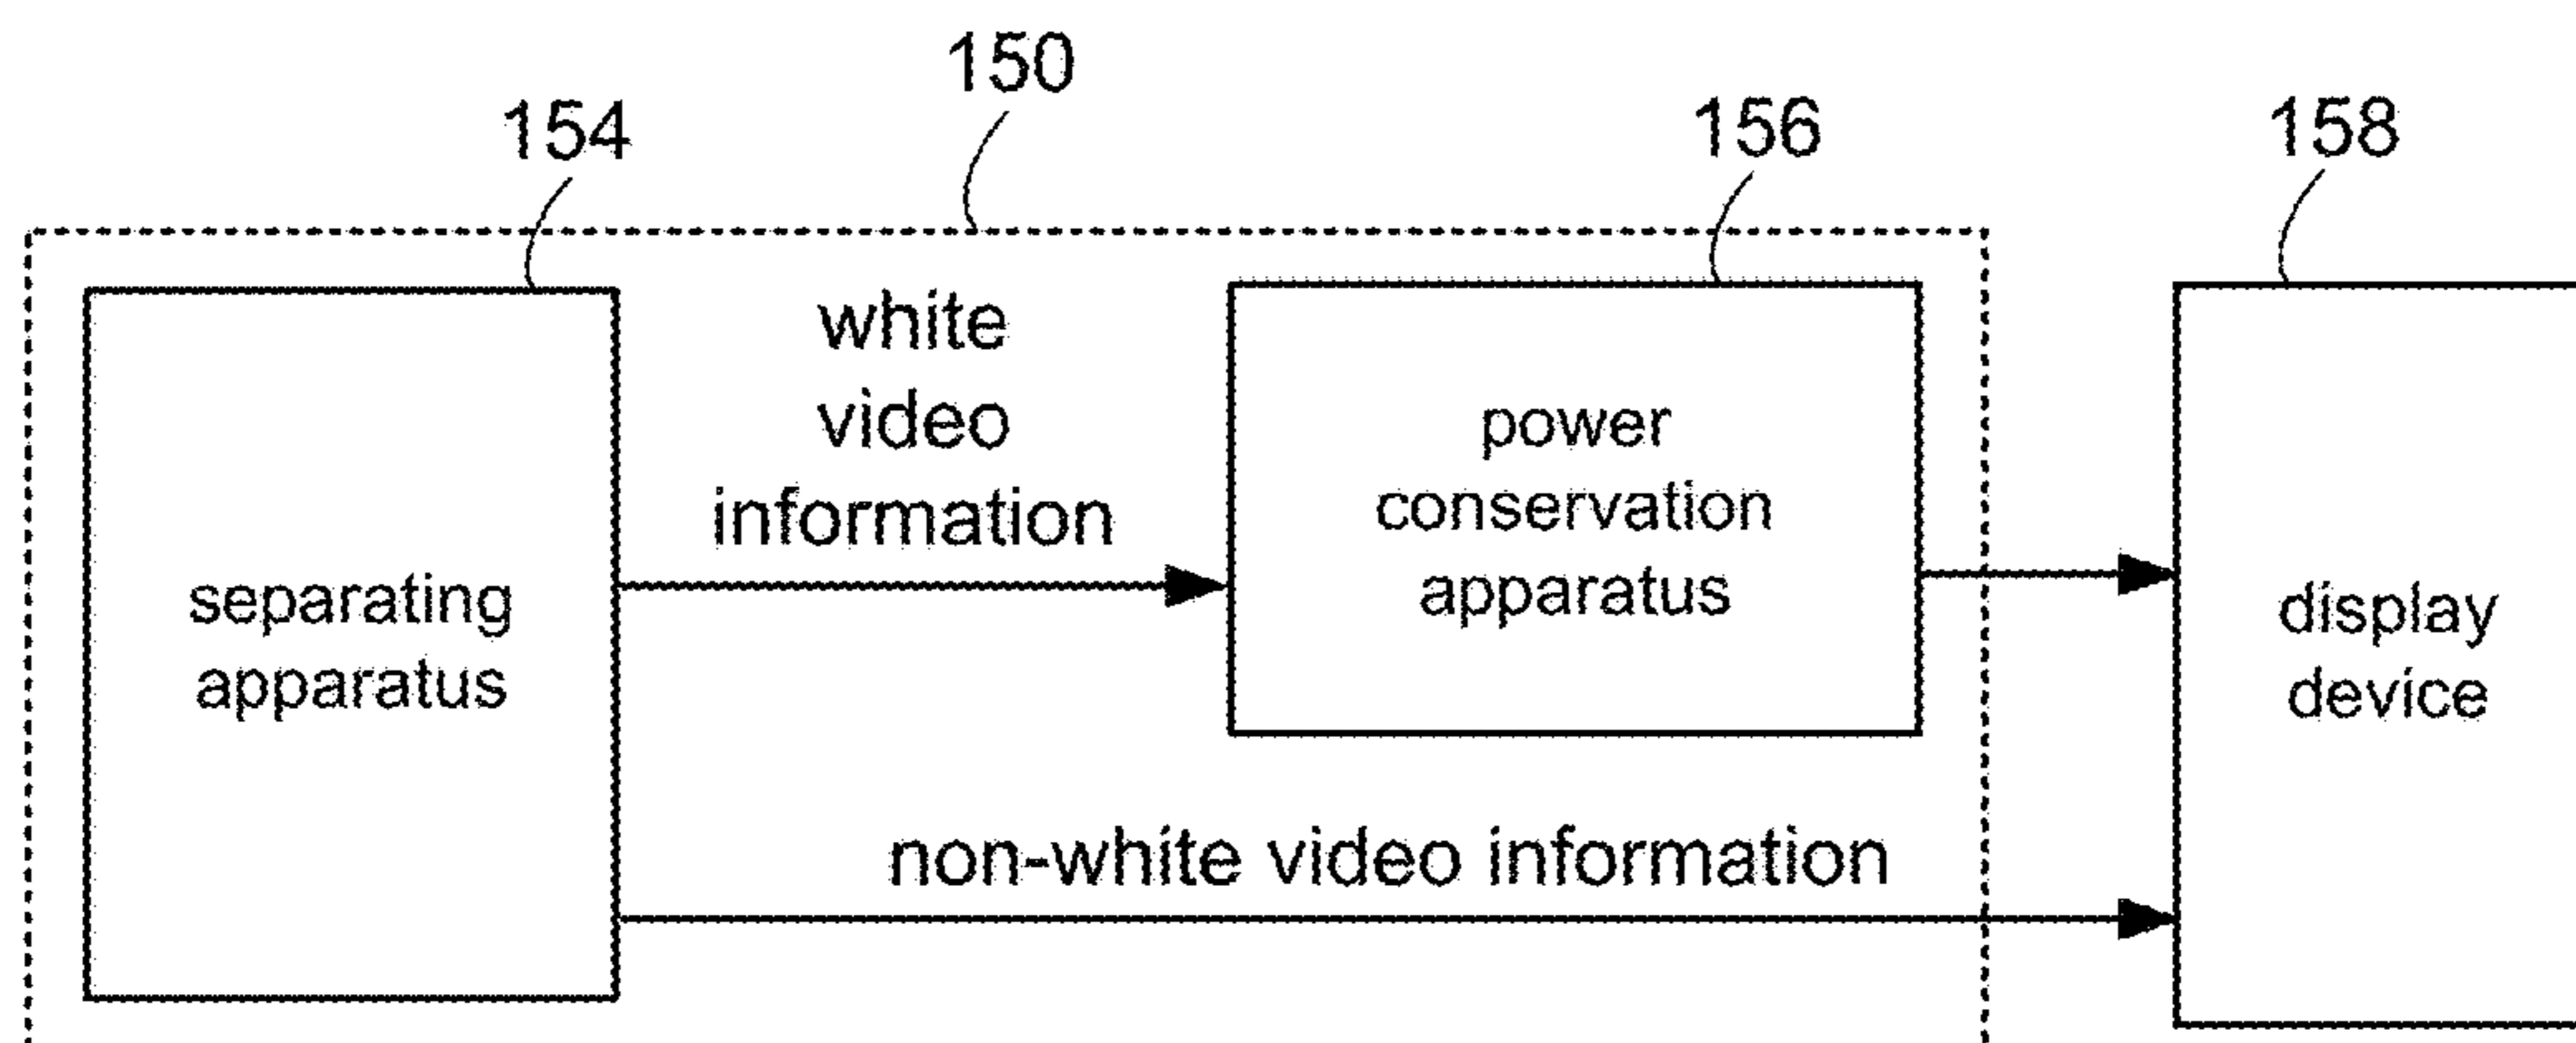 150
154
156
158
white
video
information
power
conservation
apparatus
separating
apparatus
display
device
non-white video information